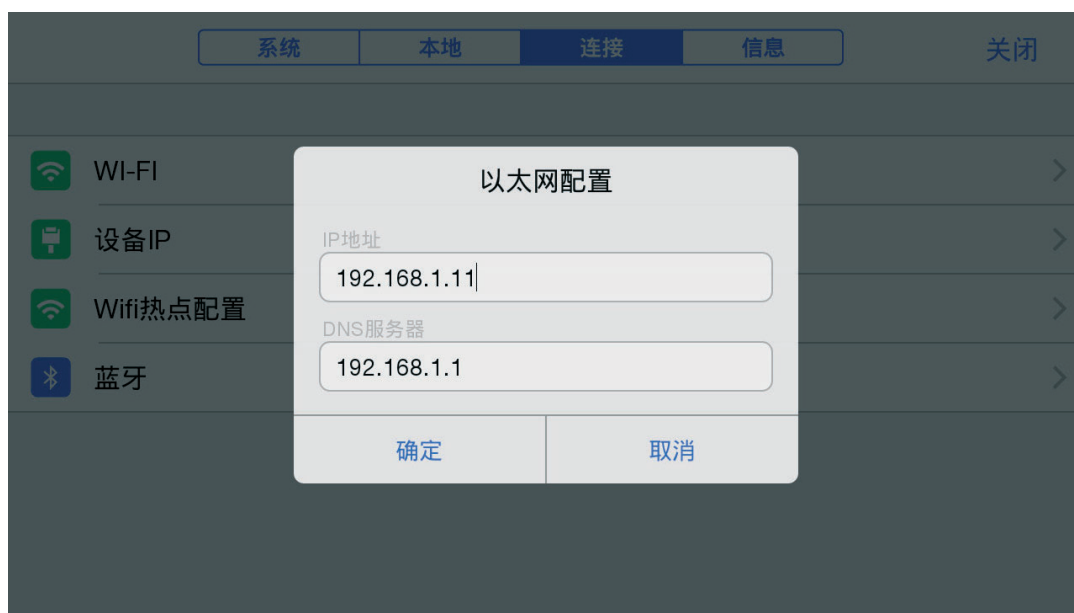 系统 本地 连接 信息 关闭
WI-FI
设备IP
Wifi热点配置
蓝牙
以太网配置
IP地址
192.168.1.11
DNS服务器
192.168.1.1
确定 取消